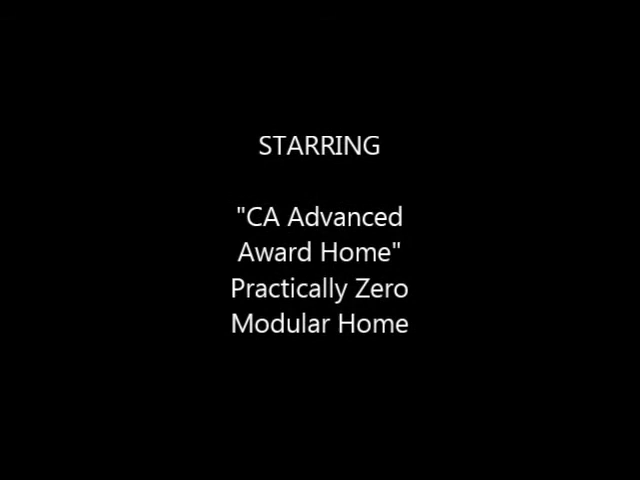 STARRING
"CA Advanced
Award Home"
Practically Zero
Modular Home